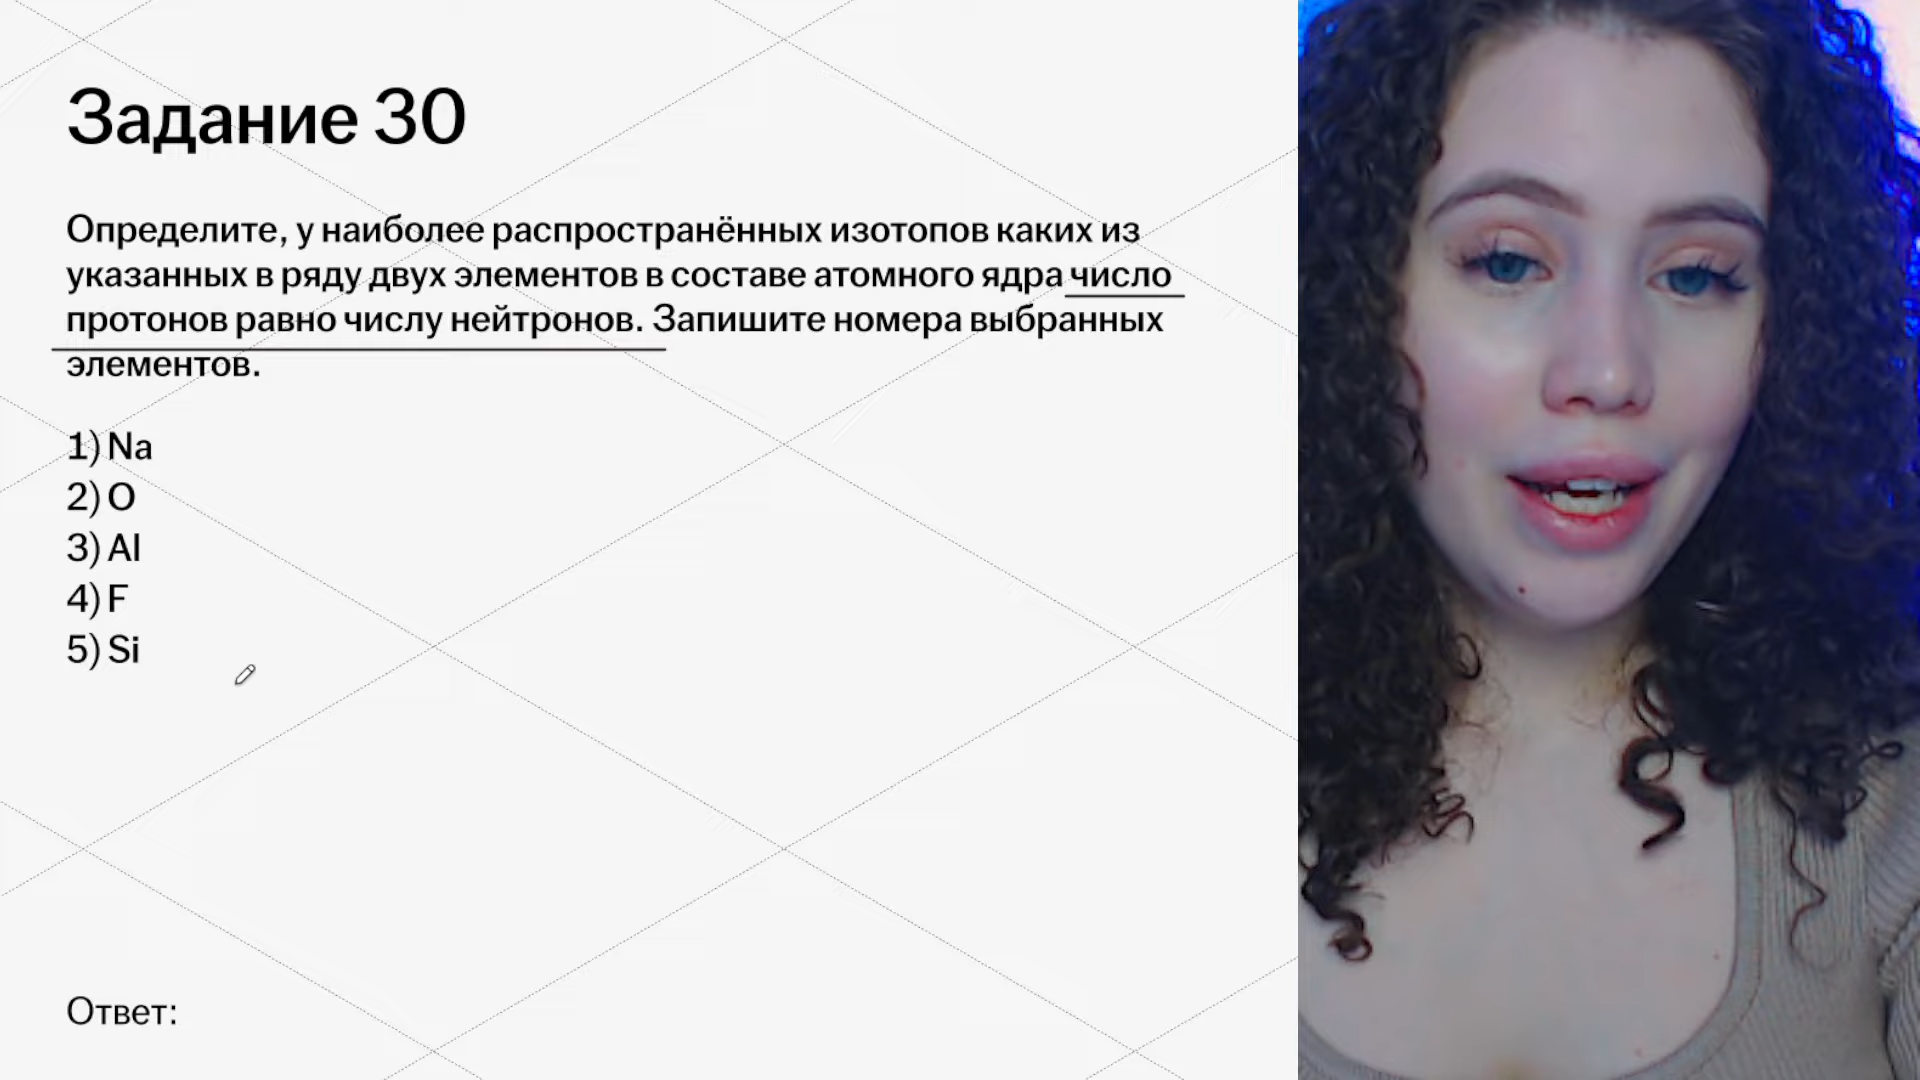 Задание 30
Определите, у наиболее распространённых изотопов каких из
указанных в ряду двух элементов в составе атомного ядра число
протонов равно числу нейтронов. Запишите номера выбранных
элементов.
1) Na
2) O
3) Al
4) F
5) Si
Ответ: